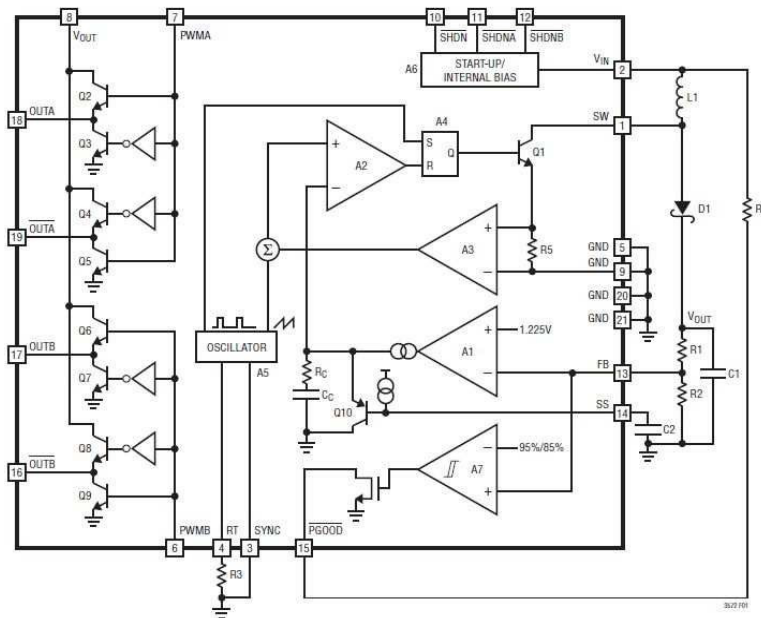 8
7
10
11
12
VOUT
PWMA
SHDN
SHDNA
SHDNB
A6
START-UP/
INTERNAL BIAS
VIN
2
L1
Q2
18
OUTA
Q3
A4
S
R
Q
Q1
SW
1
+
A2
–
Q4
19
OUTA
Q5
D1
R
Σ
A3
+
–
R5
GND
5
GND
9
GND
20
GND
21
Q6
17
OUTB
Q7
OSCILLATOR
A5
RC
CC
A1
+
1.225V
–
VOUT
R1
C1
FB
13
R2
Q10
SS
14
C2
Q8
16
OUTB
Q9
–
95%/85%
A7
+
PWMB
RT
SYNC
PGOOD
6
4
3
15
R3